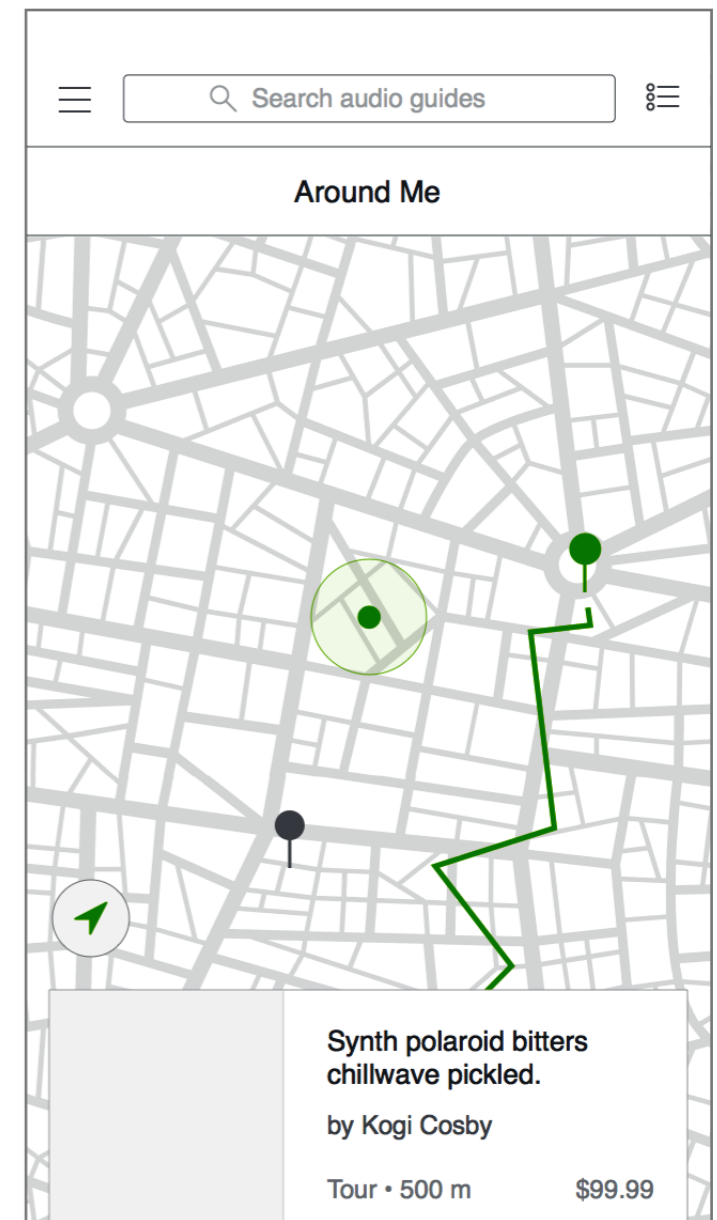 Search audio guides
Around Me
Synth polaroid bitters
chillwave pickled.
by Kogi Cosby
Tour • 500 m $99.99